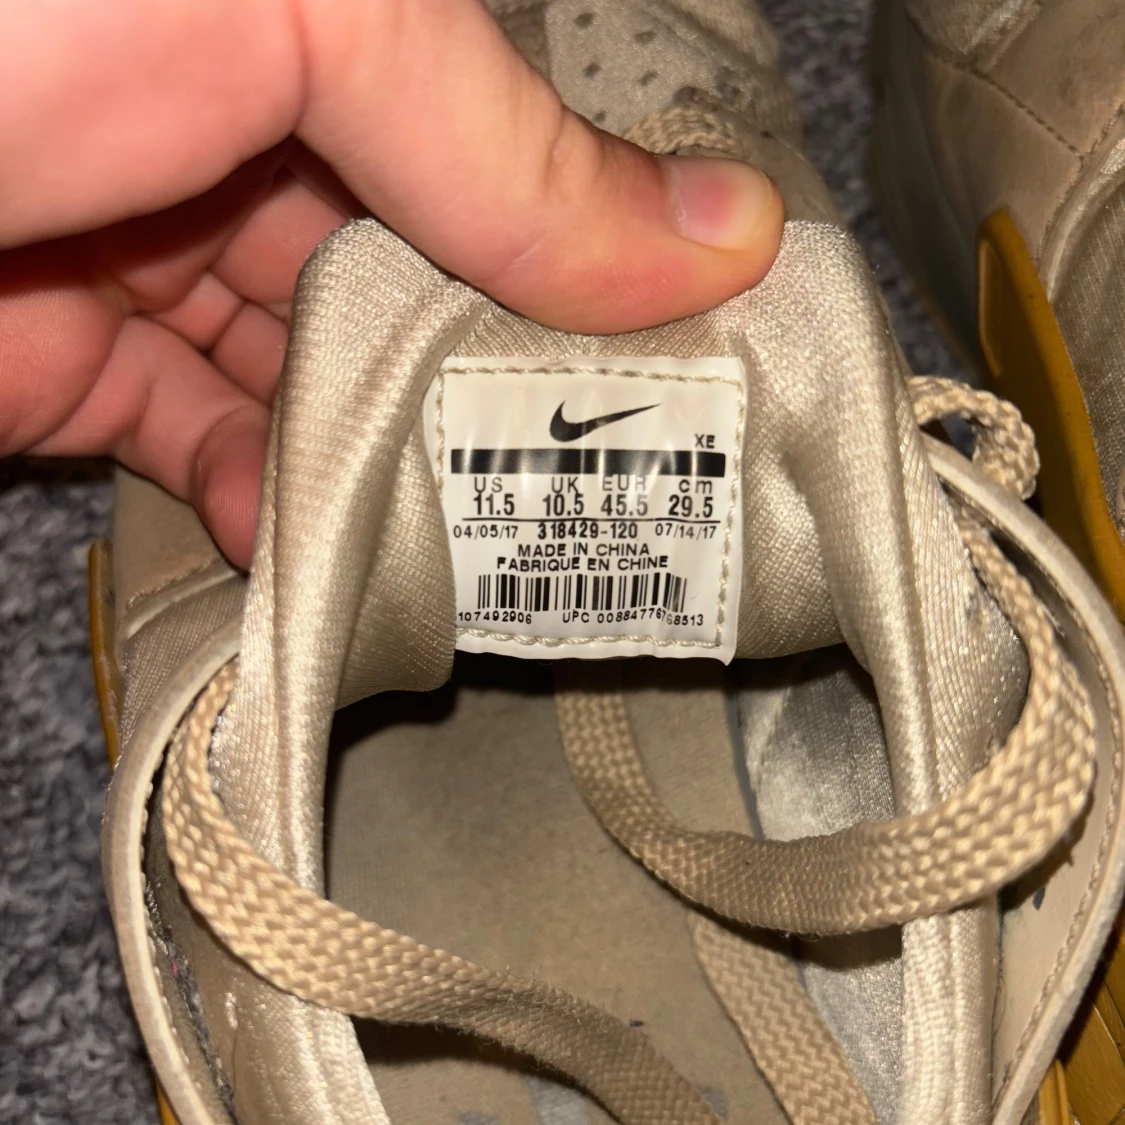 XE
US UK EUR cm
11.5 10.5 45.5 29.5
04/05/17 318429-120 07/14/17
MADE IN CHINA
FABRIQUE EN CHINE
107492906 UPC 00884776768513